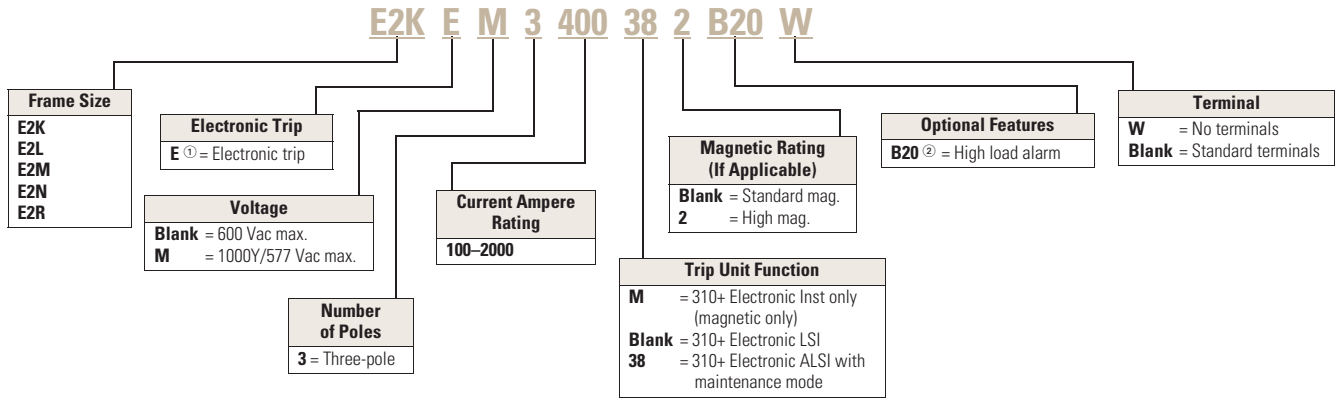 E2K E M 3 400 38 2 B20 W
Frame Size
E2K
E2L
E2M
E2N
E2R
Electronic Trip
E ① = Electronic trip
Voltage
Blank = 600 Vac max.
M = 1000Y/577 Vac max.
Number
of Poles
3 = Three-pole
Current Ampere
Rating
100–2000
Trip Unit Function
M = 310+ Electronic Inst only
(magnetic only)
Blank = 310+ Electronic LSI
38 = 310+ Electronic ALSI with
maintenance mode
Magnetic Rating
(If Applicable)
Blank = Standard mag.
2 = High mag.
Optional Features
B20 ② = High load alarm
Terminal
W = No terminals
Blank = Standard terminals